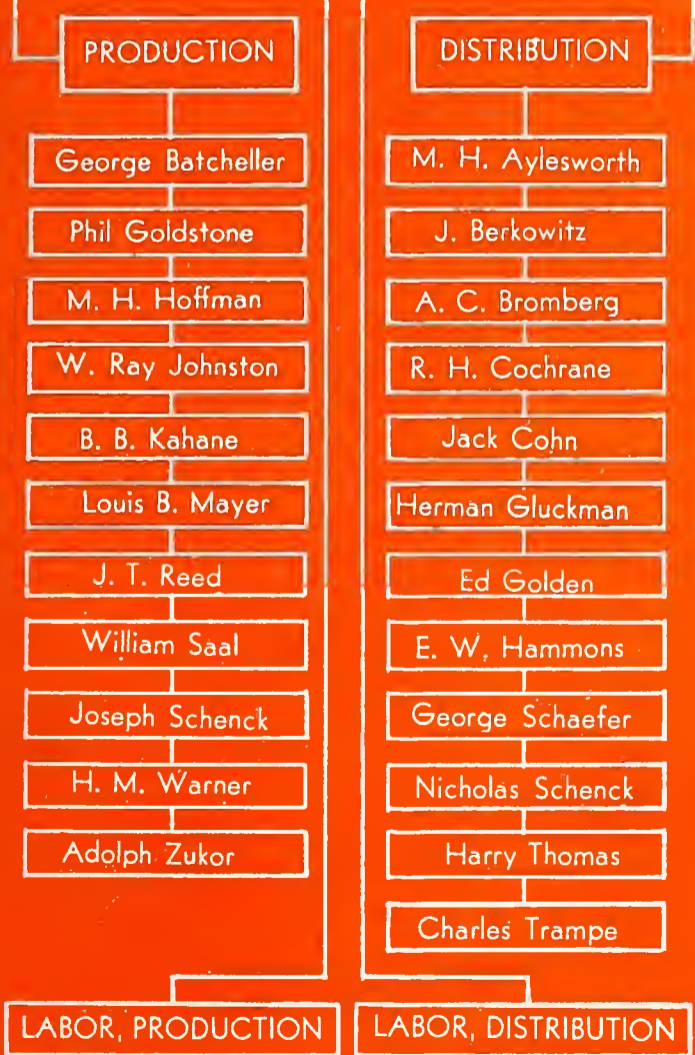 PRODUCTION
George Batcheller
Phil Goldstone
M. H. Hoffman
W. Ray Johnston
B. B. Kahane
Louis B. Mayer
J. T. Reed
William Saal
Joseph Schenck
H. M. Warner
Adolph Zukor
DISTRIBUTION
M. H. Aylesworth
J. Berkowitz
A. C. Bromberg
R. H. Cochrane
Jack Cohn
Herman Gluckman
Ed Golden
E. W. Hammons
George Schaefer
Nicholas Schenck
Harry Thomas
Charles Trampe
LABOR, PRODUCTION
LABOR, DISTRIBUTION